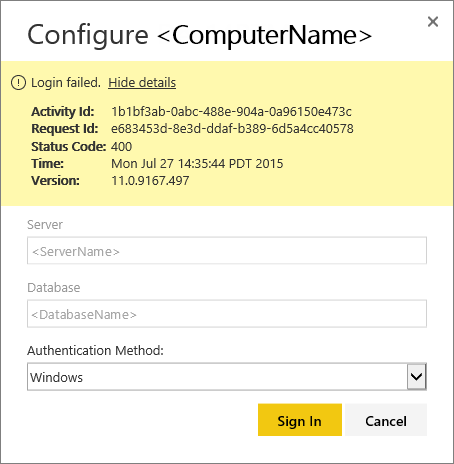 Configure <ComputerName>
Login failed. Hide details
Activity Id: 1b1bf3ab-0abc-488e-904a-0a96150e473c
Request Id: e683453d-8e3d-ddaf-b389-6d5a4cc40578
Status Code: 400
Time: Mon Jul 27 14:35:44 PDT 2015
Version: 11.0.9167.497
Server
<ServerName>
Database
<DatabaseName>
Authentication Method:
Windows
Sign In Cancel